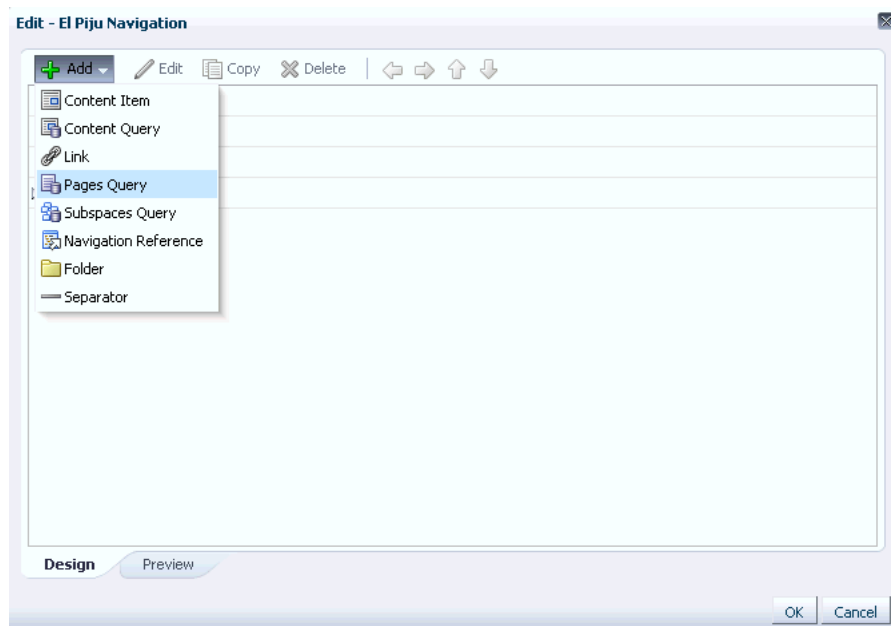 Edit - El Piju Navigation
Add Edit Copy Delete
Content Item
Content Query
Link
Pages Query
Subspaces Query
Navigation Reference
Folder
Separator
Design Preview
OK Cancel